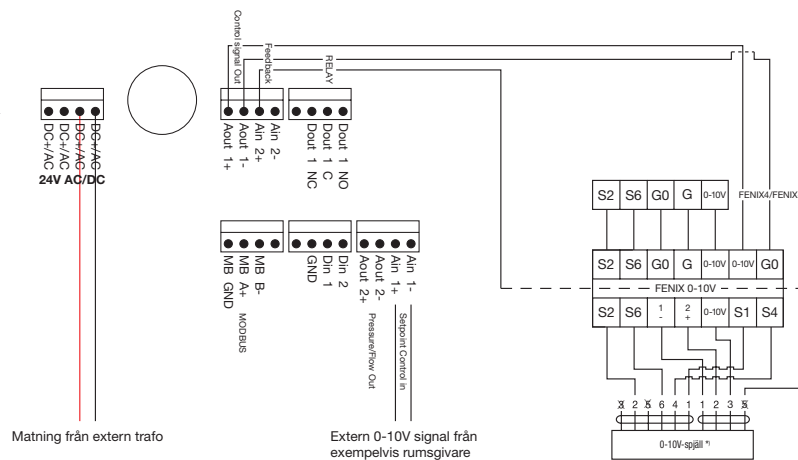 Control signal Out
Feedback
RELAY
DC+/AC
DC+/AC
DC+/AC
DC+/AC
24V AC/DC
Aout 1+
Aout 1-
Ain 2+
Ain 2-
Dout 1 NC
Dout 1 C
Dout 1 NO
MB GND
MB A+
MB B-
MODBUS
GND
Din 1
Din 2
Aout 2+
Aout 2-
Ain 1+
Ain 1-
Pressure/Flow Out
Setpoint Control in
Matning från extern trafo
Extern 0-10V signal från
exempelvis rumsgivare
S2 S6 G0 G 0-10V FENIX4/FENIX
S2 S6 G0 G 0-10V 0-10V G0
FENIX 0-10V
S2 S6 1 - 2 + 0-10V S1 S4
3 2 5 6 4 1 1 2 3 5
0-10V-spjäll *)